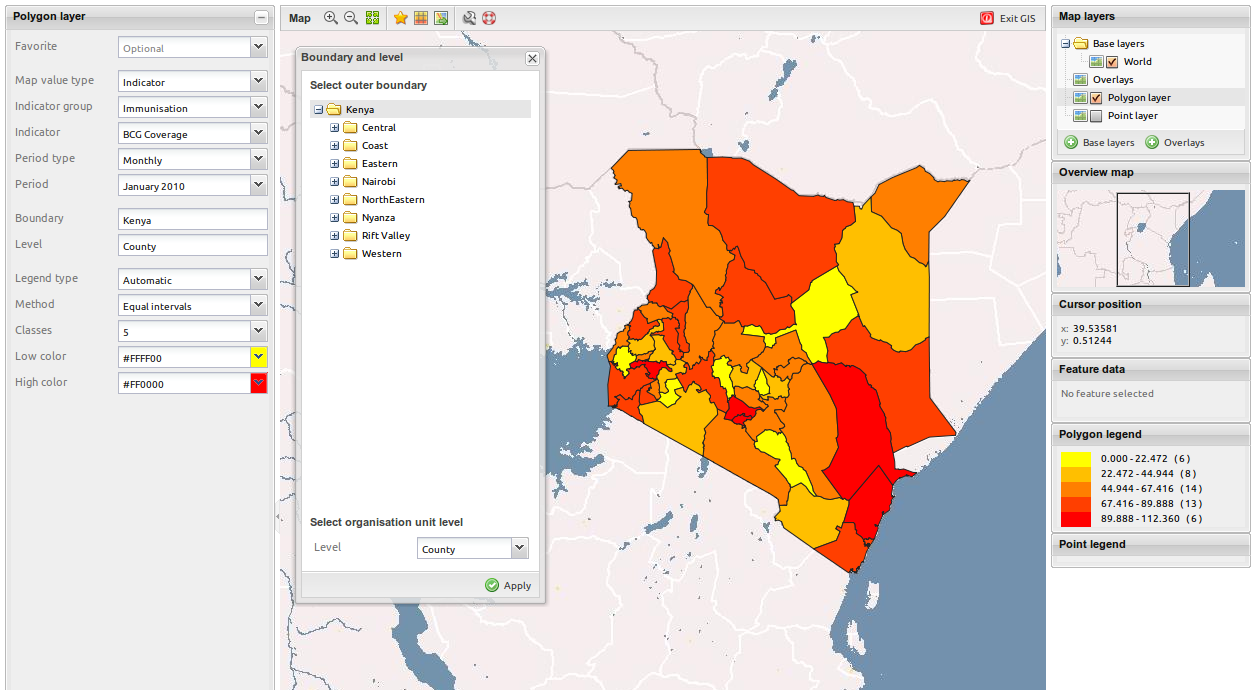 Polygon layer
Favorite Optional
Map value type Indicator
Indicator group Immunisation
Indicator BCG Coverage
Period type Monthly
Period January 2010
Boundary Kenya
Level County
Legend type Automatic
Method Equal intervals
Classes 5
Low color #FFFF00
High color #FF0000
Map
Exit GIS
Boundary and level
Select outer boundary
Kenya
Central
Coast
Eastern
Nairobi
NorthEastern
Nyanza
Rift Valley
Western
Select organisation unit level
Level County
Apply
Map layers
Base layers
World
Overlays
Polygon layer
Point layer
Base layers Overlays
Overview map
Cursor position
x: 39.53581
y: 0.51244
Feature data
No feature selected
Polygon legend
0.000 - 22.472 (6)
22.472 - 44.944 (8)
44.944 - 67.416 (14)
67.416 - 89.888 (13)
89.888 - 112.360 (6)
Point legend